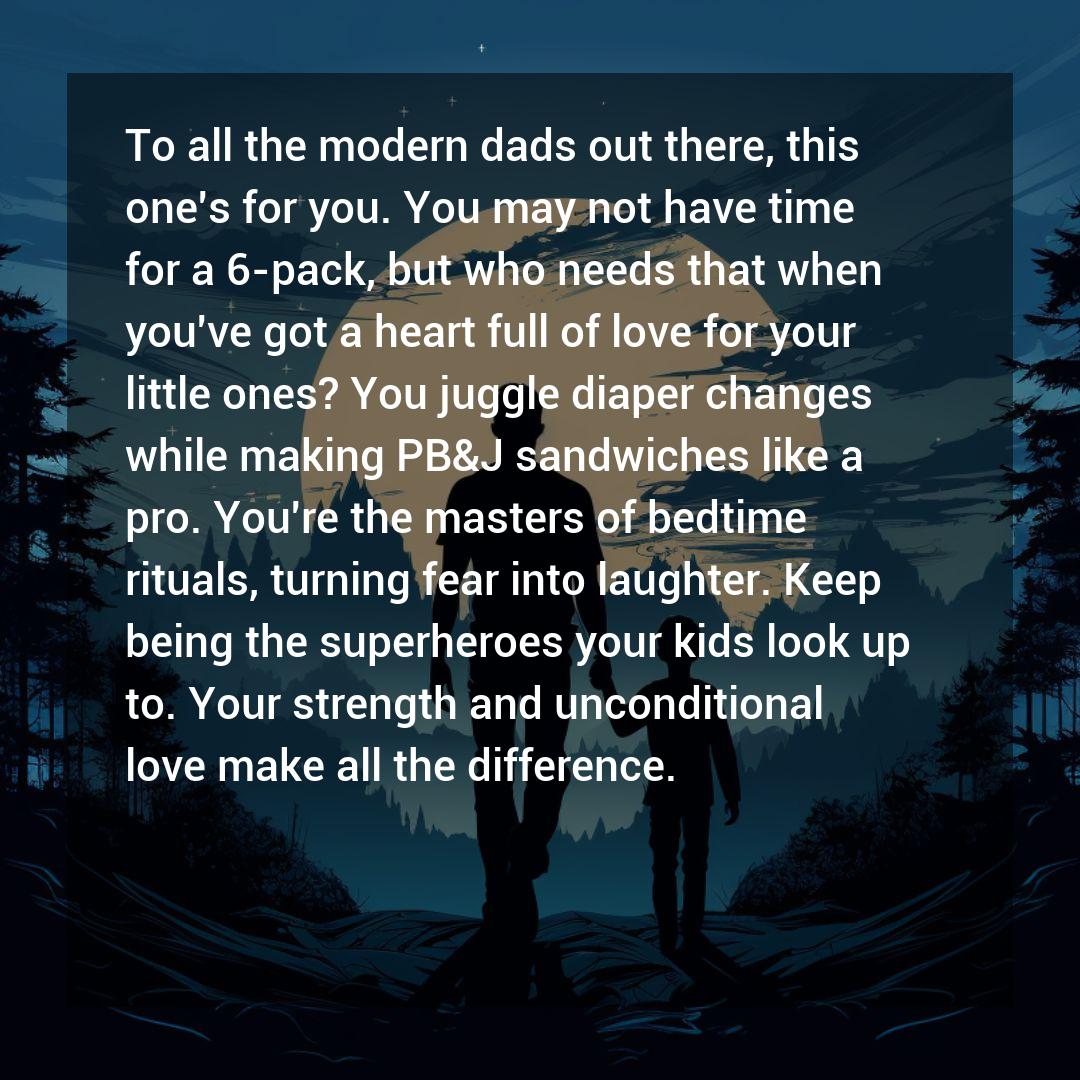 To all the modern dads out there, this
one's for you. You may not have time
for a 6-pack, but who needs that when
you've got a heart full of love for your
little ones? You juggle diaper changes
while making PB&J sandwiches like a
pro. You're the masters of bedtime
rituals, turning fear into laughter. Keep
being the superheroes your kids look up
to. Your strength and unconditional
love make all the difference.